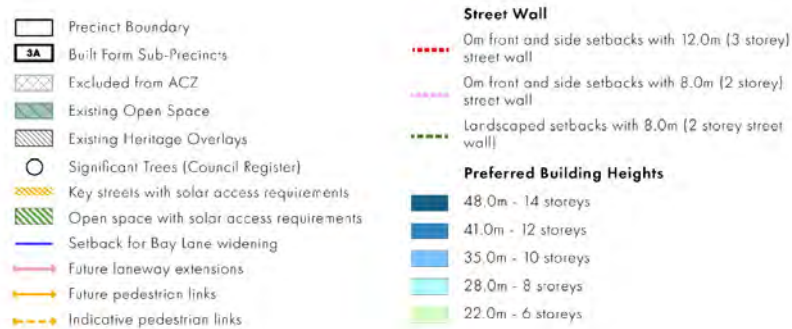 Precinct Boundary
3A Built Form Sub-Precincts
Excluded from ACZ
Existing Open Space
Existing Heritage Overlays
Significant Trees (Council Register)
Key streets with solar access requirements
Open space with solar access requirements
Setback for Bay Lane widening
Future laneway extensions
Future pedestrian links
Indicative pedestrian links
Street Wall
0m front and side setbacks with 12.0m (3 storey)
street wall
0m front and side setbacks with 8.0m (2 storey)
street wall
Landscaped setbacks with 8.0m (2 storey street
wall)
Preferred Building Heights
48.0m - 14 storeys
41.0m - 12 storeys
35.0m - 10 storeys
28.0m - 8 storeys
22.0m - 6 storeys